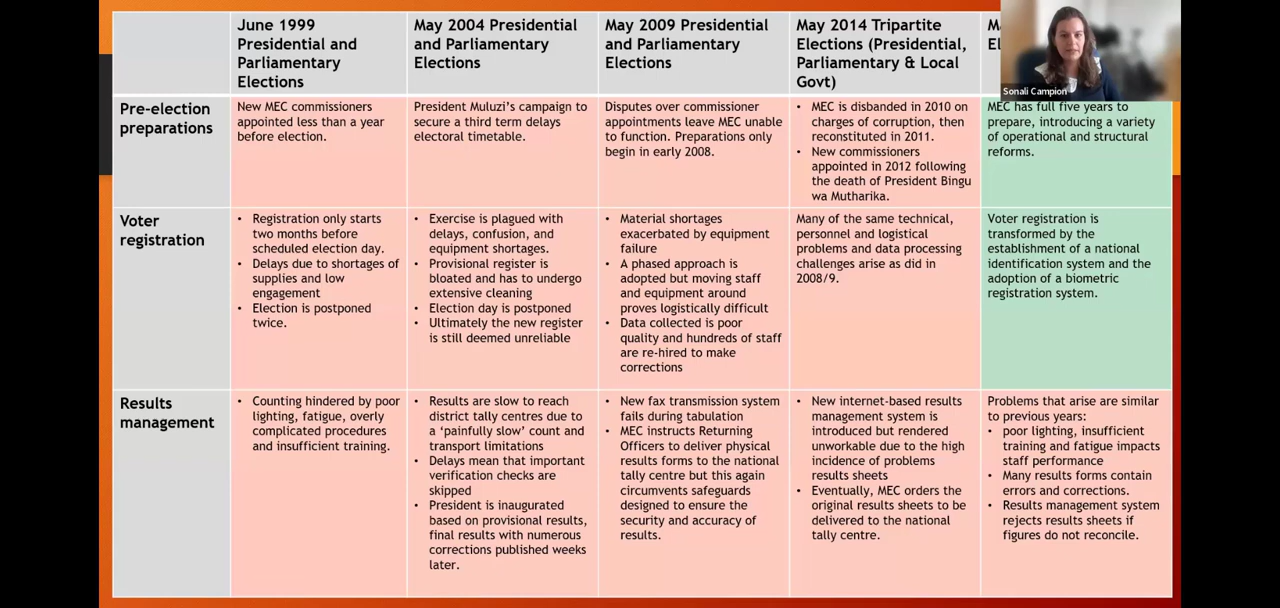 June 1999
Presidential and
Parliamentary
Elections
May 2004 Presidential
and Parliamentary
Elections
May 2009 Presidential
and Parliamentary
Elections
May 2014 Tripartite
Elections (Presidential,
Parliamentary & Local
Govt)
Sonali Campion
Pre-election
preparations
New MEC commissioners
appointed less than a year
before election.
President Muluzi's campaign to
secure a third term delays
electoral timetable.
Disputes over commissioner
appointments leave MEC unable
to function. Preparations only
begin in early 2008.
• MEC is disbanded in 2010 on
charges of corruption, then
reconstituted in 2011.
• New commissioners
appointed in 2012 following
the death of President Bingu
wa Mutharika.
MEC has full five years to
prepare, introducing a variety
of operational and structural
reforms.
Voter
registration
• Registration only starts
two months before
scheduled election day.
• Delays due to shortages of
supplies and low
engagement
• Election is postponed
twice.
• Exercise is plagued with
delays, confusion, and
equipment shortages.
• Provisional register is
bloated and has to undergo
extensive cleaning
• Election day is postponed
• Ultimately the new register
is still deemed unreliable
• Material shortages
exacerbated by equipment
failure
• A phased approach is
adopted but moving staff
and equipment around
proves logistically difficult
• Data collected is poor
quality and hundreds of staff
are re-hired to make
corrections
Many of the same technical,
personnel and logistical
problems and data processing
challenges arise as did in
2008/9.
Voter registration is
transformed by the
establishment of a national
identification system and the
adoption of a biometric
registration system.
Results
management
• Counting hindered by poor
lighting, fatigue, overly
complicated procedures
and insufficient training.
• Results are slow to reach
district tally centres due to
a 'painfully slow' count and
transport limitations
• Delays mean that important
verification checks are
skipped
• President is inaugurated
based on provisional results,
final results with numerous
corrections published weeks
later.
• New fax transmission system
fails during tabulation
• MEC instructs Returning
Officers to deliver physical
results forms to the national
tally centre but this again
circumvents safeguards
designed to ensure the
security and accuracy of
results.
• New internet-based results
management system is
introduced but rendered
unworkable due to the high
incidence of problems
results sheets
• Eventually, MEC orders the
original results sheets to be
delivered to the national
tally centre.
Problems that arise are similar
to previous years:
• poor lighting, insufficient
training and fatigue impacts
staff performance
• Many results forms contain
errors and corrections.
• Results management system
rejects results sheets if
figures do not reconcile.